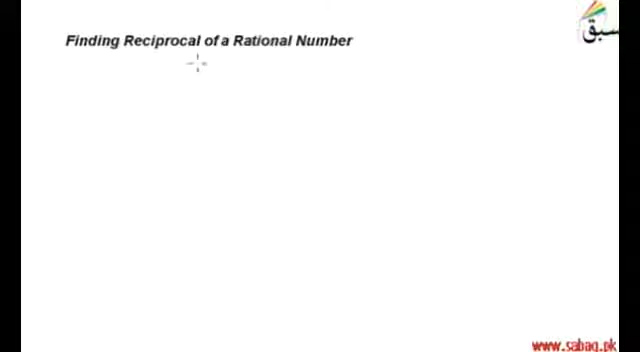 سبق
Finding Reciprocal of a Rational Number
www.sabaq.pk